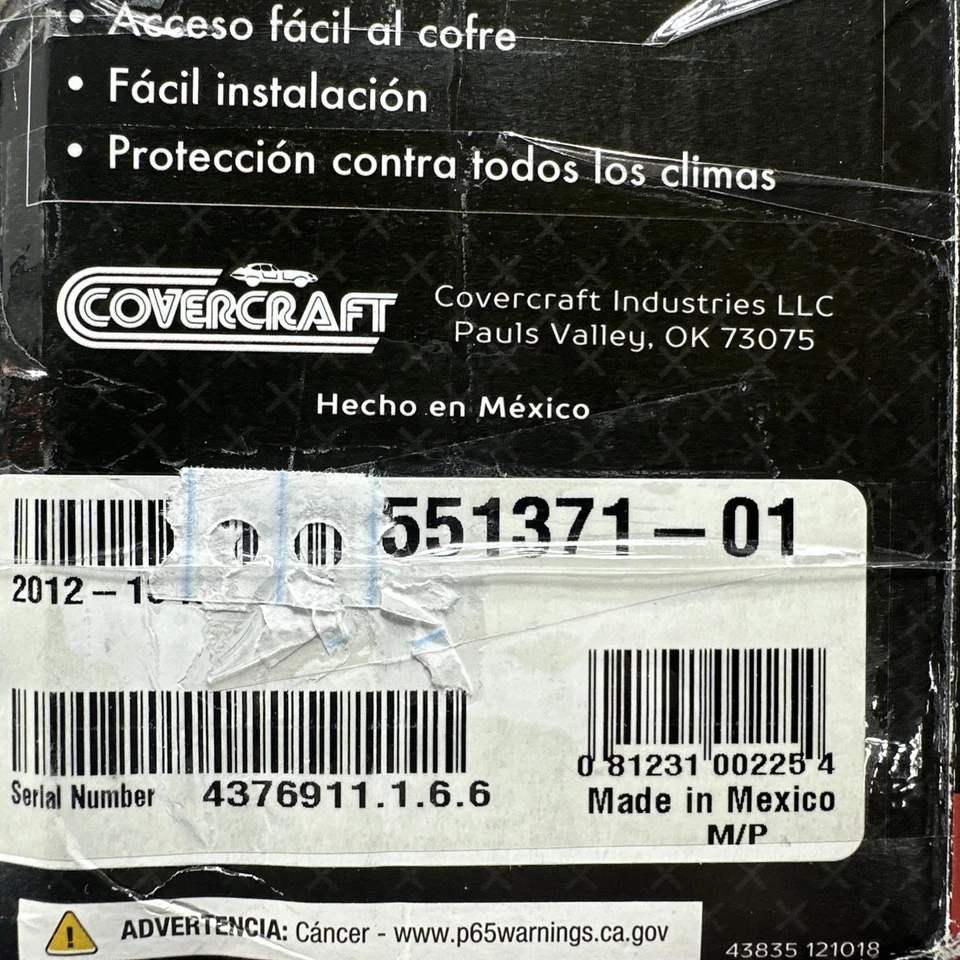 • Acceso fácil al cofre
• Fácil instalación
• Protección contra todos los climas
COVERCRAFT
Covercraft Industries LLC
Pauls Valley, OK 73075
Hecho en México
551371-01
2012-1
Serial Number 4376911.1.6.6
0 81231 00225 4
Made in Mexico
M/P
ADVERTENCIA: Cáncer - www.p65warnings.ca.gov
43835 121018